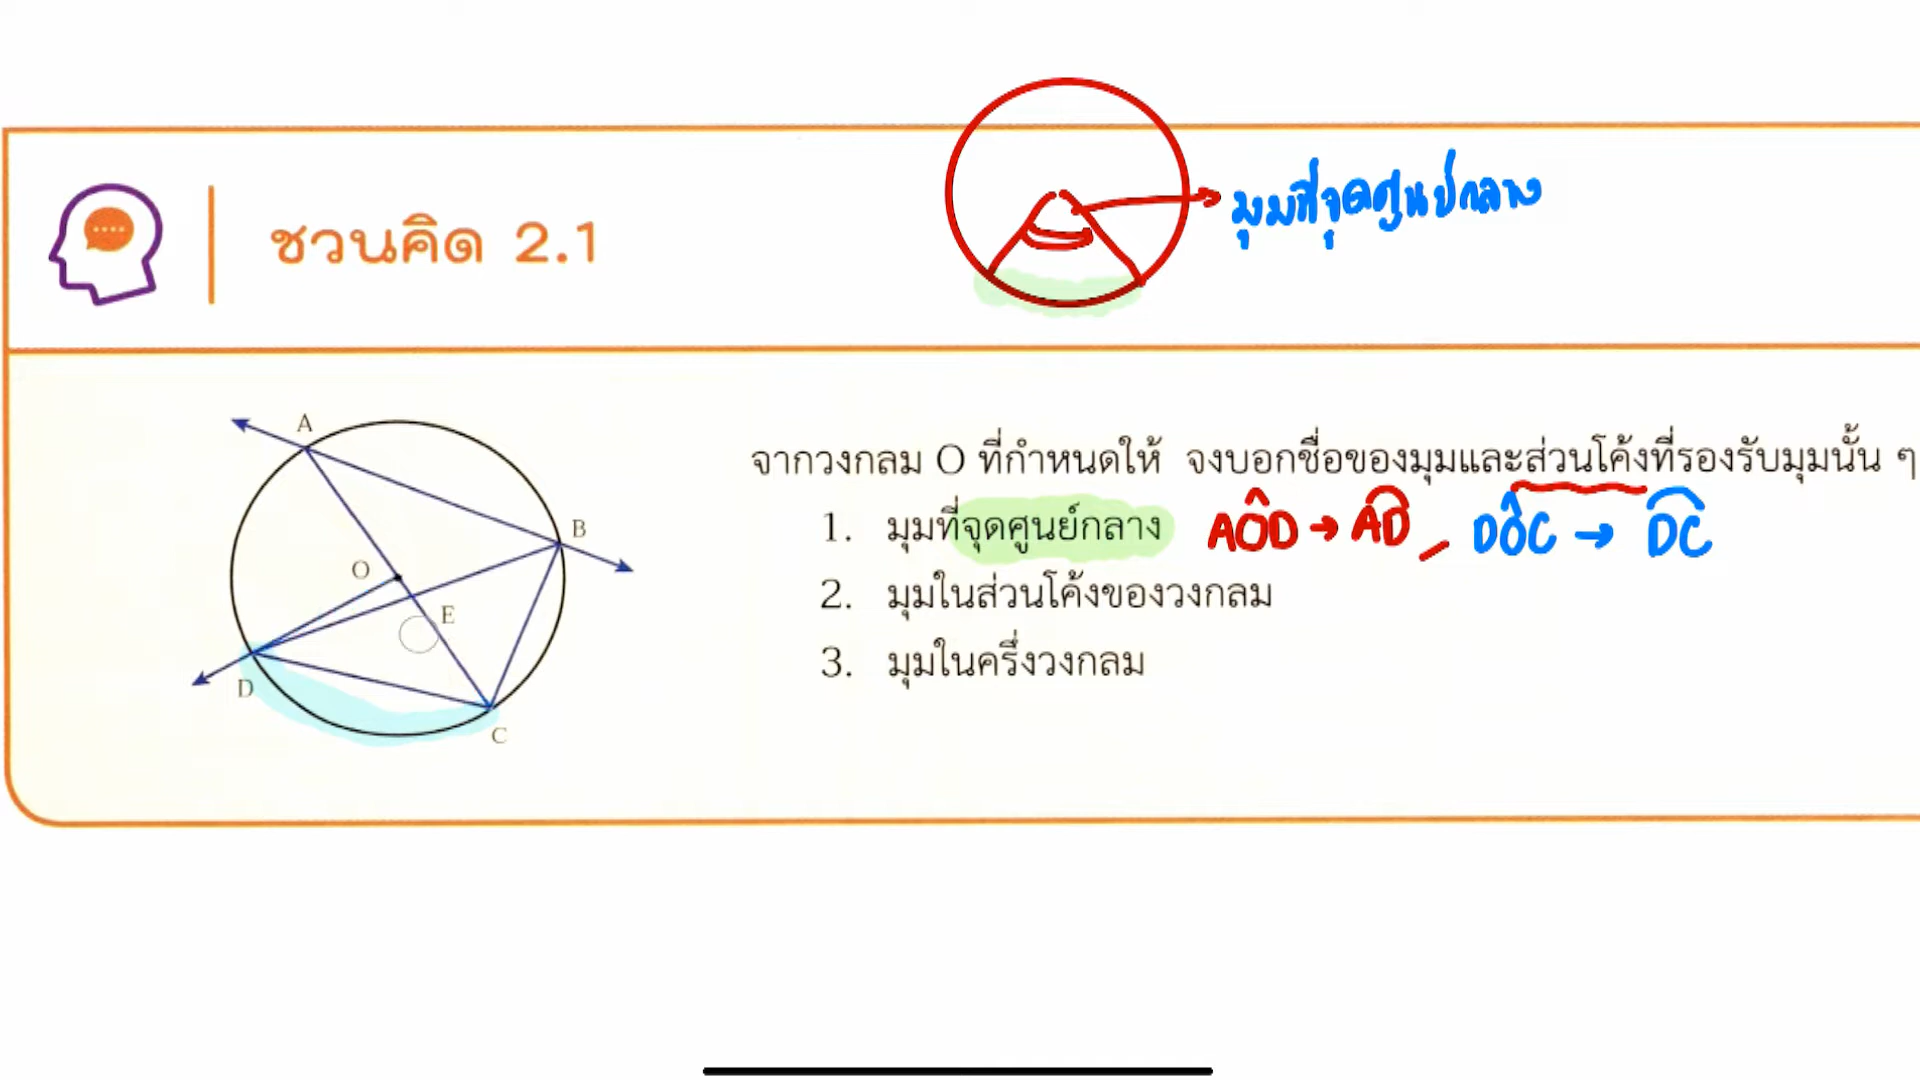 มุมที่จุดศูนย์กลาง
ชวนคิด 2.1
จากวงกลม O ที่กำหนดให้ จงบอกชื่อของมุมและส่วนโค้งที่รองรับมุมนั้น ๆ
1. มุมที่จุดศูนย์กลาง AÔD → A͡D , DÔC → D͡C
2. มุมในส่วนโค้งของวงกลม
3. มุมในครึ่งวงกลม
A
B
O
E
D
C